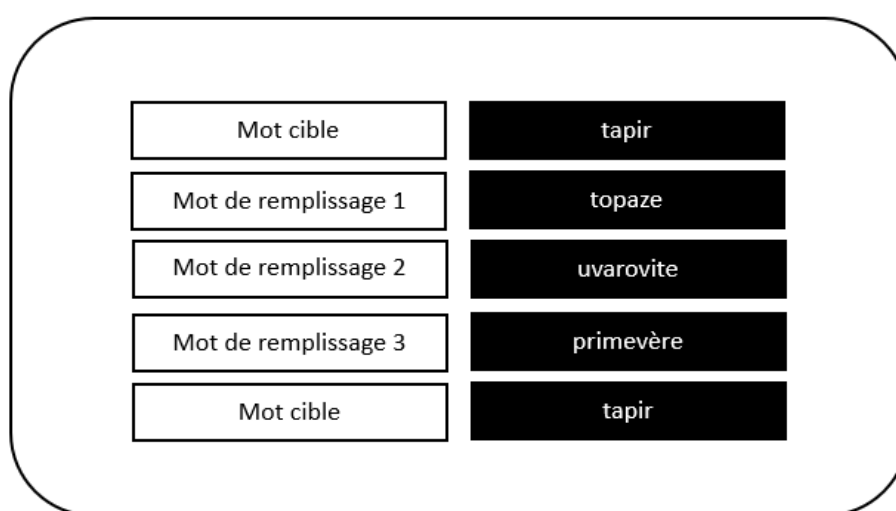 Mot cible tapir
Mot de remplissage 1 topaze
Mot de remplissage 2 uvarovite
Mot de remplissage 3 primevère
Mot cible tapir